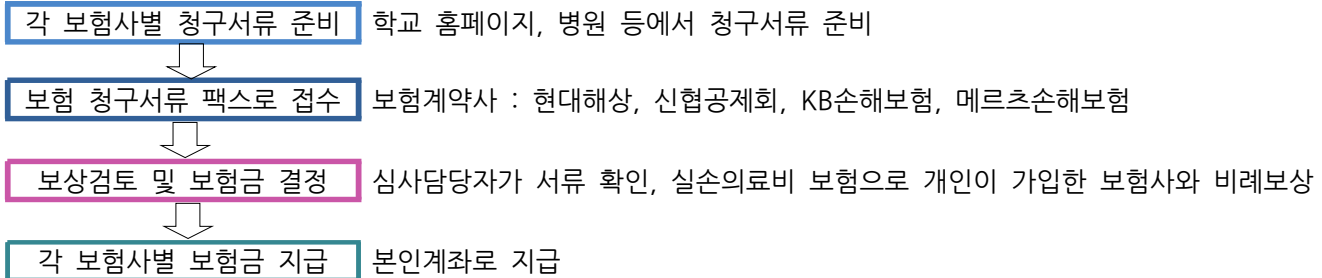 각 보험사별 청구서류 준비 학교 홈페이지, 병원 등에서 청구서류 준비
보험 청구서류 팩스로 접수 보험계약사 : 현대해상, 신협공제회, KB손해보험, 메르츠손해보험
보상검토 및 보험금 결정 심사담당자가 서류 확인, 실손의료비 보험으로 개인이 가입한 보험사와 비례보상
각 보험사별 보험금 지급 본인계좌로 지급